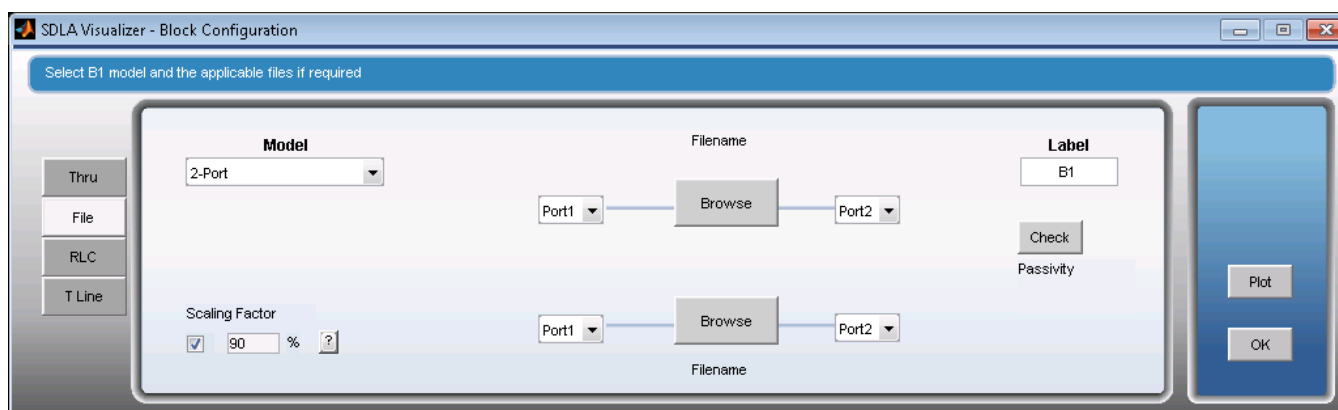 SDLA Visualizer - Block Configuration
Select B1 model and the applicable files if required
Thru
File
RLC
T Line
Model
2-Port
Scaling Factor
90 % ?
Filename
Port1 Browse Port2
Port1 Browse Port2
Filename
Label
B1
Check
Passivity
Plot
OK